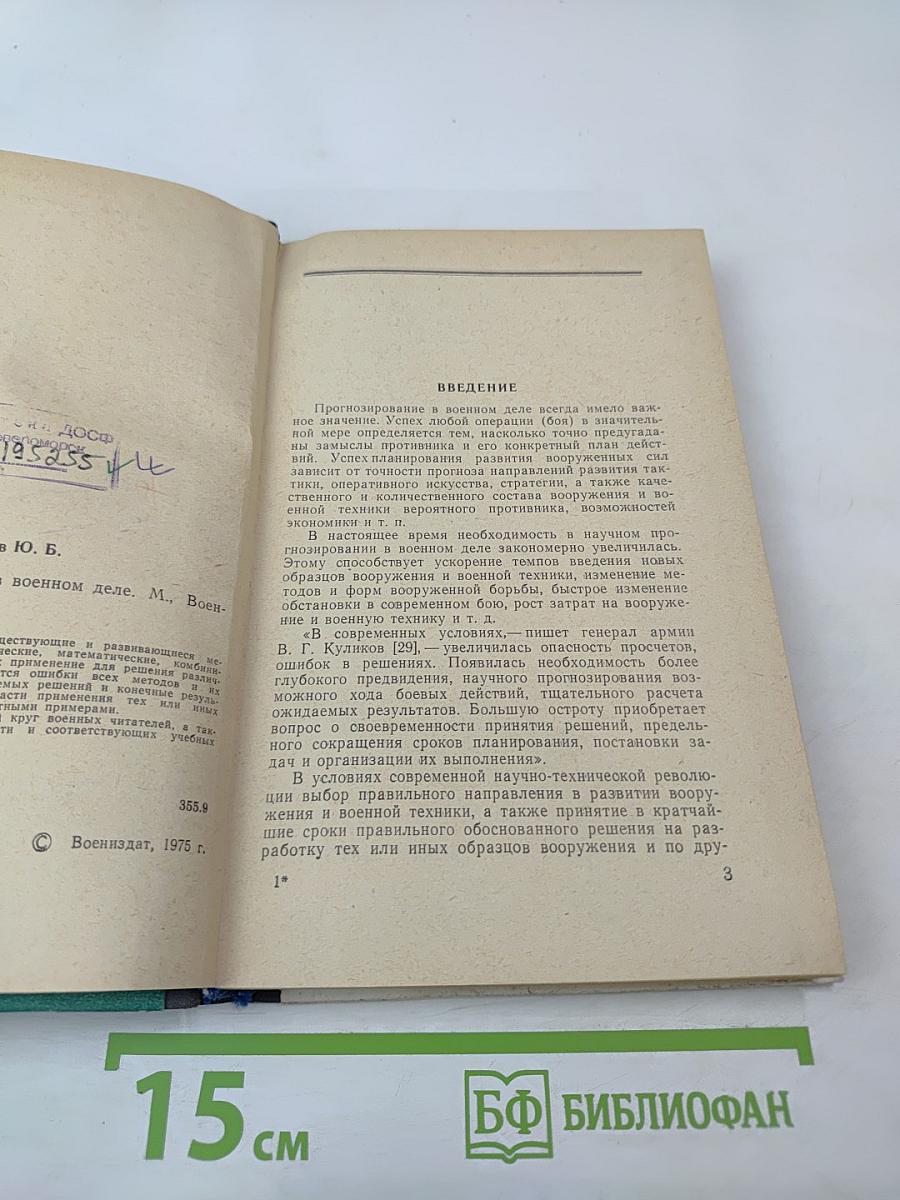 ДОСФ
195255
в Ю. Б.
в военном деле. М., Воен-
ществующие и развивающиеся ме-
ческие, математические, комбини-
х применение для решения различ-
тся ошибки всех методов и их
емых решений и конечные резуль-
асти применения тех или иных
тными примерами.
й круг военных читателей, а так-
ти и соответствующих учебных
355.9
© Воениздат, 1975 г.
ВВЕДЕНИЕ
Прогнозирование в военном деле всегда имело важ-
ное значение. Успех любой операции (боя) в значитель-
ной мере определяется тем, насколько точно предугада-
ны замыслы противника и его конкретный план дейст-
вий. Успех планирования развития вооруженных сил
зависит от точности прогноза направлений развития так-
тики, оперативного искусства, стратегии, а также каче-
ственного и количественного состава вооружения и во-
енной техники вероятного противника, возможностей
экономики и т. п.
В настоящее время необходимость в научном про-
гнозировании в военном деле закономерно увеличилась.
Этому способствует ускорение темпов введения новых
образцов вооружения и военной техники, изменение ме-
тодов и форм вооруженной борьбы, быстрое изменение
обстановки в современном бою, рост затрат на вооруже-
ние и военную технику и т. д.
«В современных условиях,— пишет генерал армии
В. Г. Куликов [29], — увеличилась опасность просчетов,
ошибок в решениях. Появилась необходимость более
глубокого предвидения, научного прогнозирования воз-
можного хода боевых действий, тщательного расчета
ожидаемых результатов. Большую остроту приобретает
вопрос о своевременности принятия решений, предель-
ного сокращения сроков планирования, постановки за-
дач и организации их выполнения».
В условиях современной научно-технической револю-
ции выбор правильного направления в развитии воору-
жения и военной техники, а также принятие в кратчай-
шие сроки правильного обоснованного решения на раз-
работку тех или иных образцов вооружения и по дру-
1*
3
15 см
БФ БИБЛИОФАН